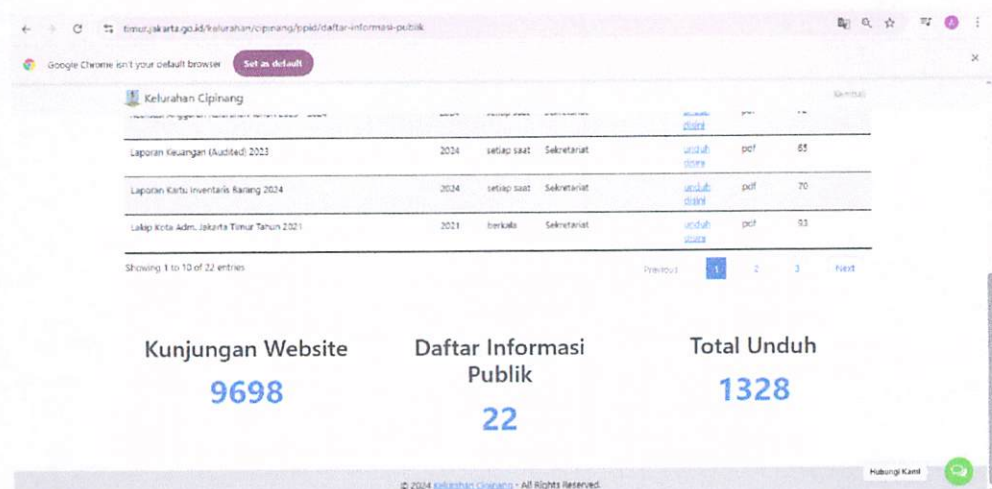 timur.jakarta.go.id/kelurahan/cipinang/ppid/daftar-informasi-publik
Google Chrome isn't your default browser Set as default
Kelurahan Cipinang Kembali
disini
Laporan Keuangan (Audited) 2023 2024 setiap saat Sekretariat unduh pdf 65
disini
Laporan Kartu Inventaris Barang 2024 2024 setiap saat Sekretariat unduh pdf 70
disini
Lakip Kota Adm. Jakarta Timur Tahun 2021 2021 berkala Sekretariat unduh pdf 93
disini
Showing 1 to 10 of 22 entries Previous 1 2 3 Next
Kunjungan Website Daftar Informasi Total Unduh
Publik
9698 1328
22
Hubungi Kami
© 2024 Kelurahan Cipinang - All Rights Reserved.